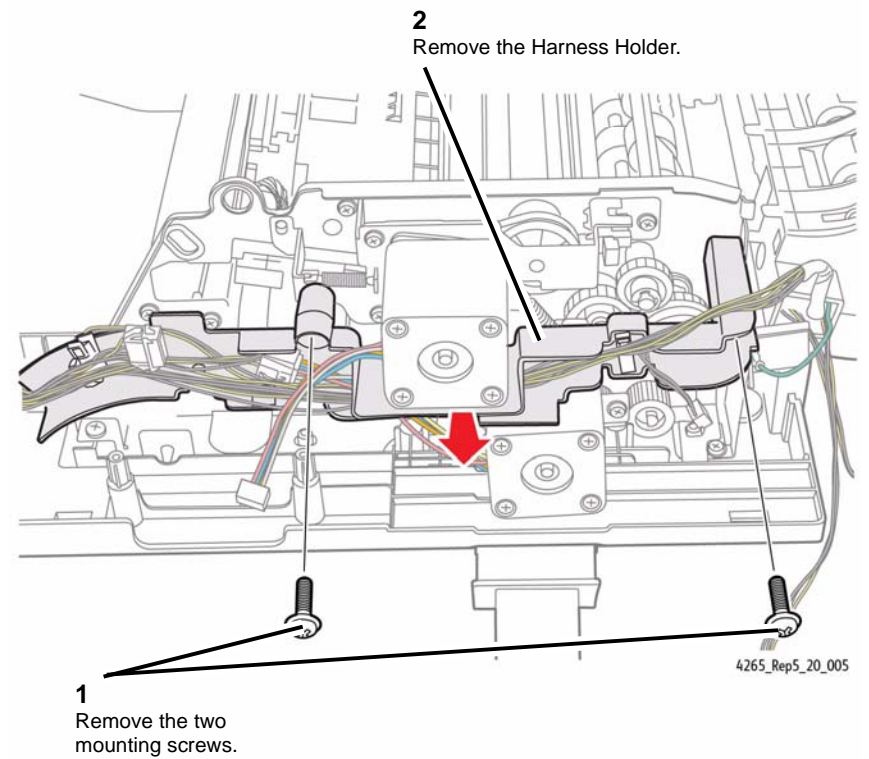 2
Remove the Harness Holder.
4265_Rep5_20_005
1
Remove the two
mounting screws.